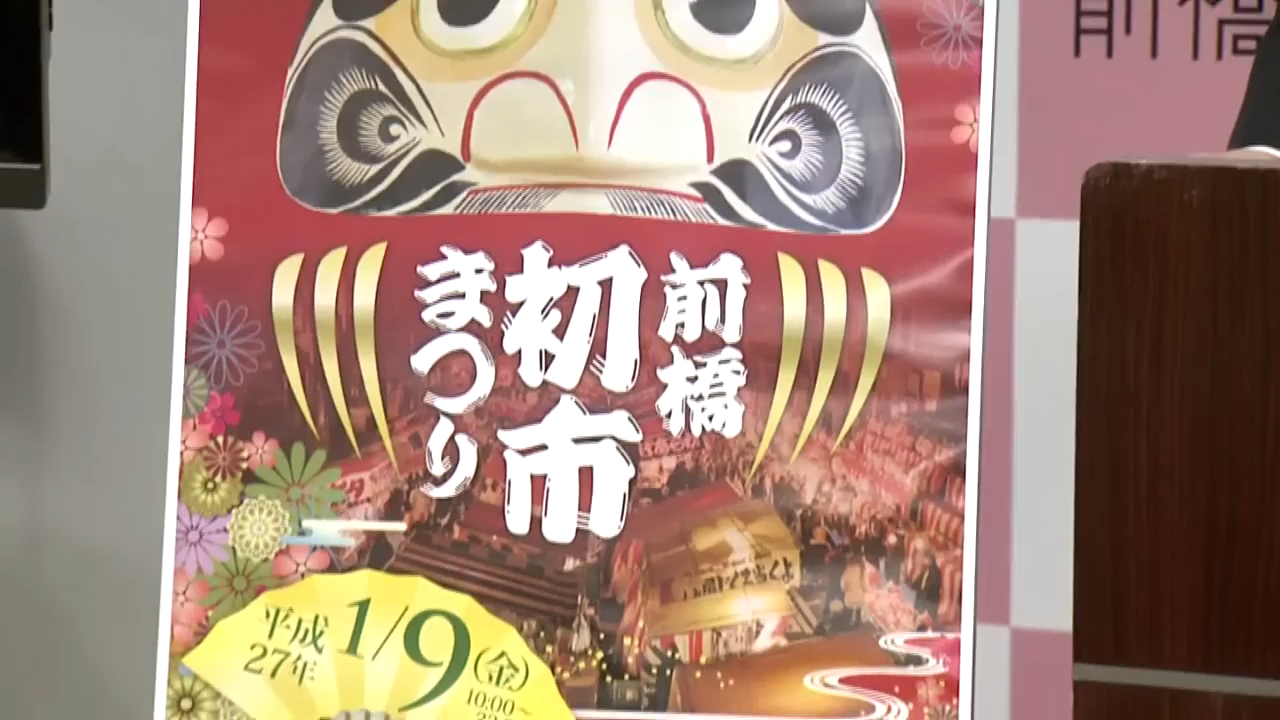 前橋
前橋
初市
まつり
平成
27年
1/9(金)
10:00～